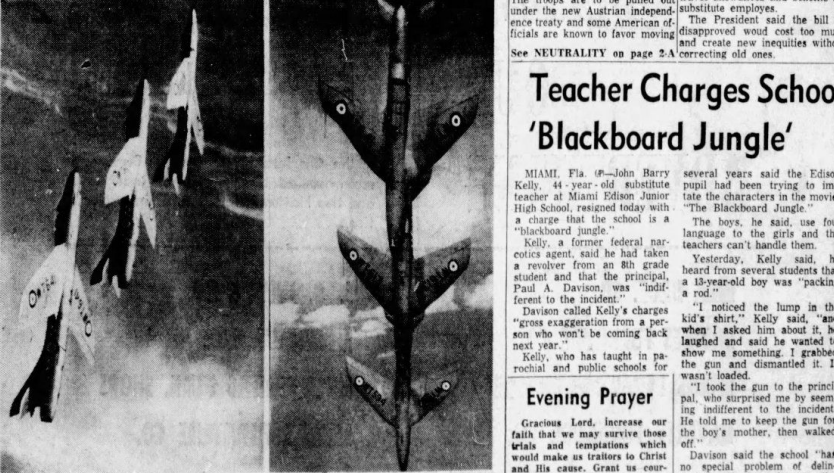 The troops are to be pulled out
under the new Austrian independ-
ence treaty and some American of-
ficials are known to favor moving
See NEUTRALITY on page 2-A
substitute employes.
The President said the bill
disapproved woud cost too mu
and create new inequities witho
correcting old ones.
Teacher Charges Schoo
'Blackboard Jungle'
MIAMI, Fla. (AP)—John Barry
Kelly, 44-year-old substitute
teacher at Miami Edison Junior
High School, resigned today with
a charge that the school is a
"blackboard jungle."
Kelly, a former federal nar-
cotics agent, said he had taken
a revolver from an 8th grade
student and that the principal,
Paul A. Davison, was "indif-
ferent to the incident."
Davison called Kelly's charges
"gross exaggeration from a per-
son who won't be coming back
next year."
Kelly, who has taught in pa-
rochial and public schools for
several years said the Ediso
pupil had been trying to im
tate the characters in the movie
"The Blackboard Jungle."
The boys, he said, use fou
language to the girls and th
teachers can't handle them.
Yesterday, Kelly said, h
heard from several students tha
a 13-year-old boy was "packin
a rod."
"I noticed the lump in th
kid's shirt," Kelly said, "and
when I asked him about it, he
laughed and said he wanted to
show me something. I grabbed
the gun and dismantled it. I
wasn't loaded.
"I took the gun to the princi
pal, who surprised me by seem
ing indifferent to the incident
He told me to keep the gun for
the boy's mother, then walked
off."
Davison said the school "had
no special problem of delin
Evening Prayer
Gracious Lord, increase our
faith that we may survive those
trials and temptations which
would make us traitors to Christ
and His cause. Grant us cour-